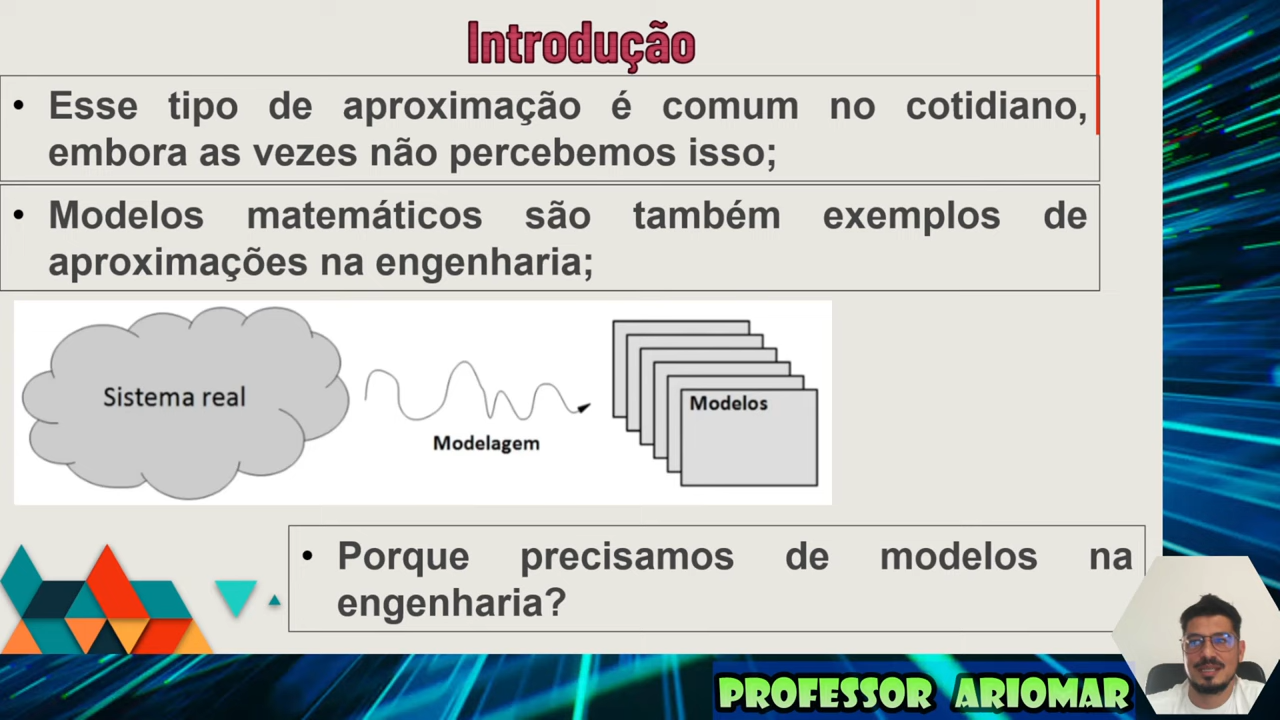 Introdução
• Esse tipo de aproximação é comum no cotidiano,
embora as vezes não percebemos isso;
• Modelos matemáticos são também exemplos de
aproximações na engenharia;
Sistema real
Modelagem
Modelos
• Porque precisamos de modelos na
engenharia?
PROFESSOR ARIOMAR